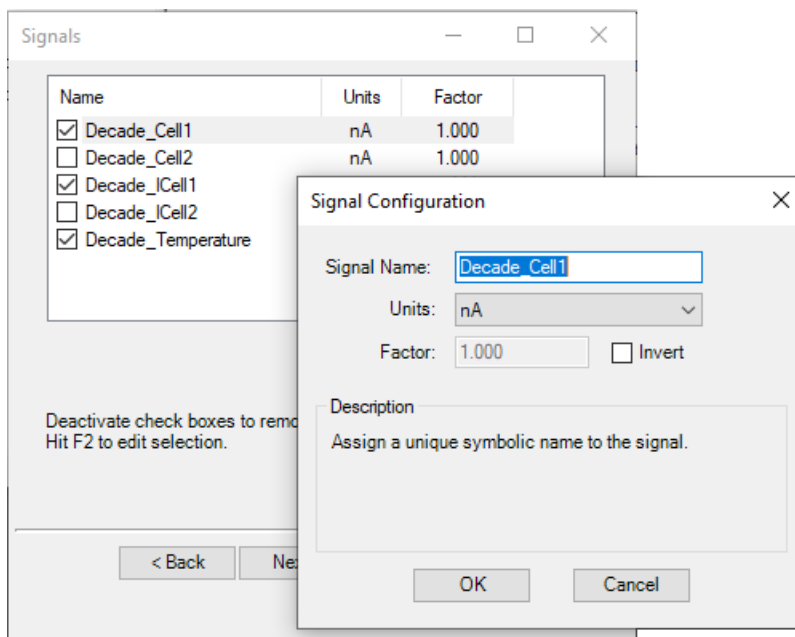 Signals
Name Units Factor
Decade_Cell1 nA 1.000
Decade_Cell2 nA 1.000
Decade_ICell1
Decade_ICell2
Decade_Temperature
Deactivate check boxes to remo
Hit F2 to edit selection.
< Back Nex
Signal Configuration
Signal Name: Decade_Cell1
Units: nA
Factor: 1.000 Invert
Description
Assign a unique symbolic name to the signal.
OK Cancel